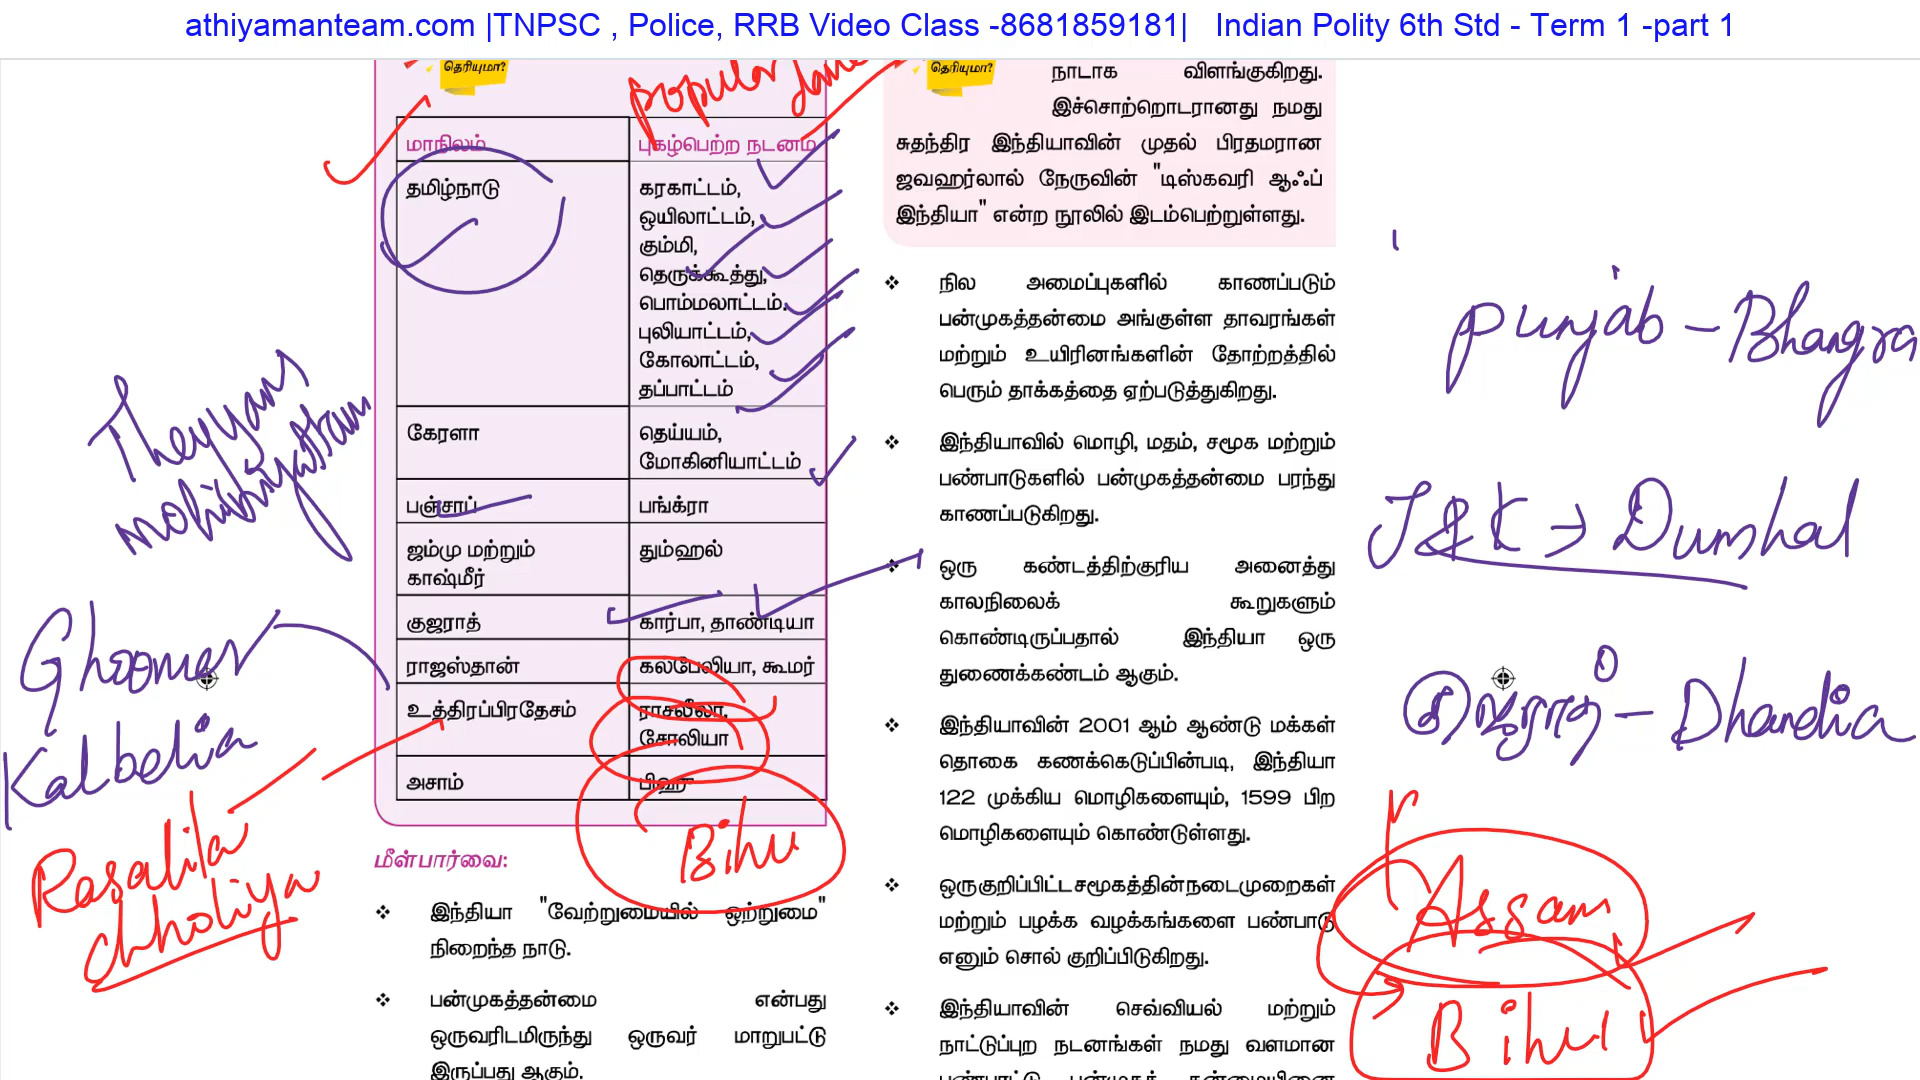 athiyamanteam.com |TNPSC , Police, RRB Video Class -8681859181| Indian Polity 6th Std - Term 1 -part 1
தெரியுமா?
popular
மாநிலம் புகழ்பெற்ற நடனம்
தமிழ்நாடு கரகாட்டம்,
ஒயிலாட்டம்,
கும்மி,
தெருக்கூத்து,
பொம்மலாட்டம்,
புலியாட்டம்,
கோலாட்டம்,
தப்பாட்டம்
கேரளா தெய்யம்,
மோகினியாட்டம்
பஞ்சாப் பங்க்ரா
ஜம்மு மற்றும் தும்ஹல்
காஷ்மீர்
குஜராத் கார்பா, தாண்டியா
ராஜஸ்தான் கல்பேலியா, கூமர்
உத்திரப்பிரதேசம் ராசலீலா,
சோலியா
அசாம் பிஹு
Bihu
Theyyam
mohiniyattam
Ghoomer
Kalbelia
Rasalila
chholiya
மீள்பார்வை:
❖ இந்தியா "வேற்றுமையில் ஒற்றுமை"
நிறைந்த நாடு.
❖ பன்முகத்தன்மை என்பது
ஒருவரிடமிருந்து ஒருவர் மாறுபட்டு
இருப்பது ஆகும்.
தெரியுமா?
நாடாக விளங்குகிறது.
இச்சொற்றொடரானது நமது
சுதந்திர இந்தியாவின் முதல் பிரதமரான
ஜவஹர்லால் நேருவின் "டிஸ்கவரி ஆஃப்
இந்தியா" என்ற நூலில் இடம்பெற்றுள்ளது.
❖ நில அமைப்புகளில் காணப்படும்
பன்முகத்தன்மை அங்குள்ள தாவரங்கள்
மற்றும் உயிரினங்களின் தோற்றத்தில்
பெரும் தாக்கத்தை ஏற்படுத்துகிறது.
❖ இந்தியாவில் மொழி, மதம், சமூக மற்றும்
பண்பாடுகளில் பன்முகத்தன்மை பரந்து
காணப்படுகிறது.
❖ ஒரு கண்டத்திற்குரிய அனைத்து
காலநிலைக் கூறுகளும்
கொண்டிருப்பதால் இந்தியா ஒரு
துணைக்கண்டம் ஆகும்.
❖ இந்தியாவின் 2001 ஆம் ஆண்டு மக்கள்
தொகை கணக்கெடுப்பின்படி, இந்தியா
122 முக்கிய மொழிகளையும், 1599 பிற
மொழிகளையும் கொண்டுள்ளது.
❖ ஒருகுறிப்பிட்டசமூகத்தின்நடைமுறைகள்
மற்றும் பழக்க வழக்கங்களை பண்பாடு
எனும் சொல் குறிப்பிடுகிறது.
❖ இந்தியாவின் செவ்வியல் மற்றும்
நாட்டுப்புற நடனங்கள் நமது வளமான
Punjab - Bhangra
J&K → Dumhal
குஜராத் - Dhandia
Assam
Bihu